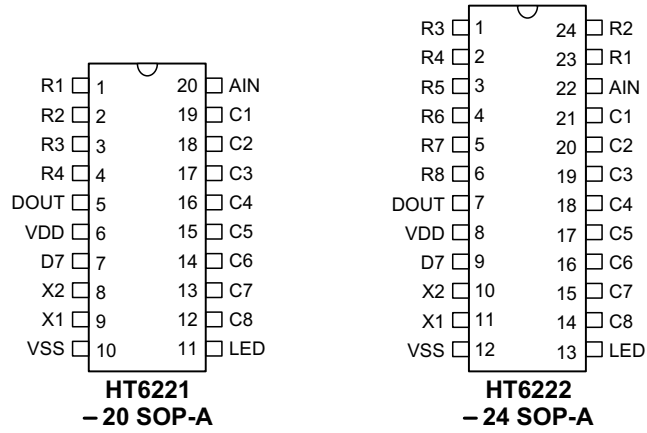 R1 1 20 AIN
R2 2 19 C1
R3 3 18 C2
R4 4 17 C3
DOUT 5 16 C4
VDD 6 15 C5
D7 7 14 C6
X2 8 13 C7
X1 9 12 C8
VSS 10 11 LED
HT6221
– 20 SOP-A
R3 1 24 R2
R4 2 23 R1
R5 3 22 AIN
R6 4 21 C1
R7 5 20 C2
R8 6 19 C3
DOUT 7 18 C4
VDD 8 17 C5
D7 9 16 C6
X2 10 15 C7
X1 11 14 C8
VSS 12 13 LED
HT6222
– 24 SOP-A